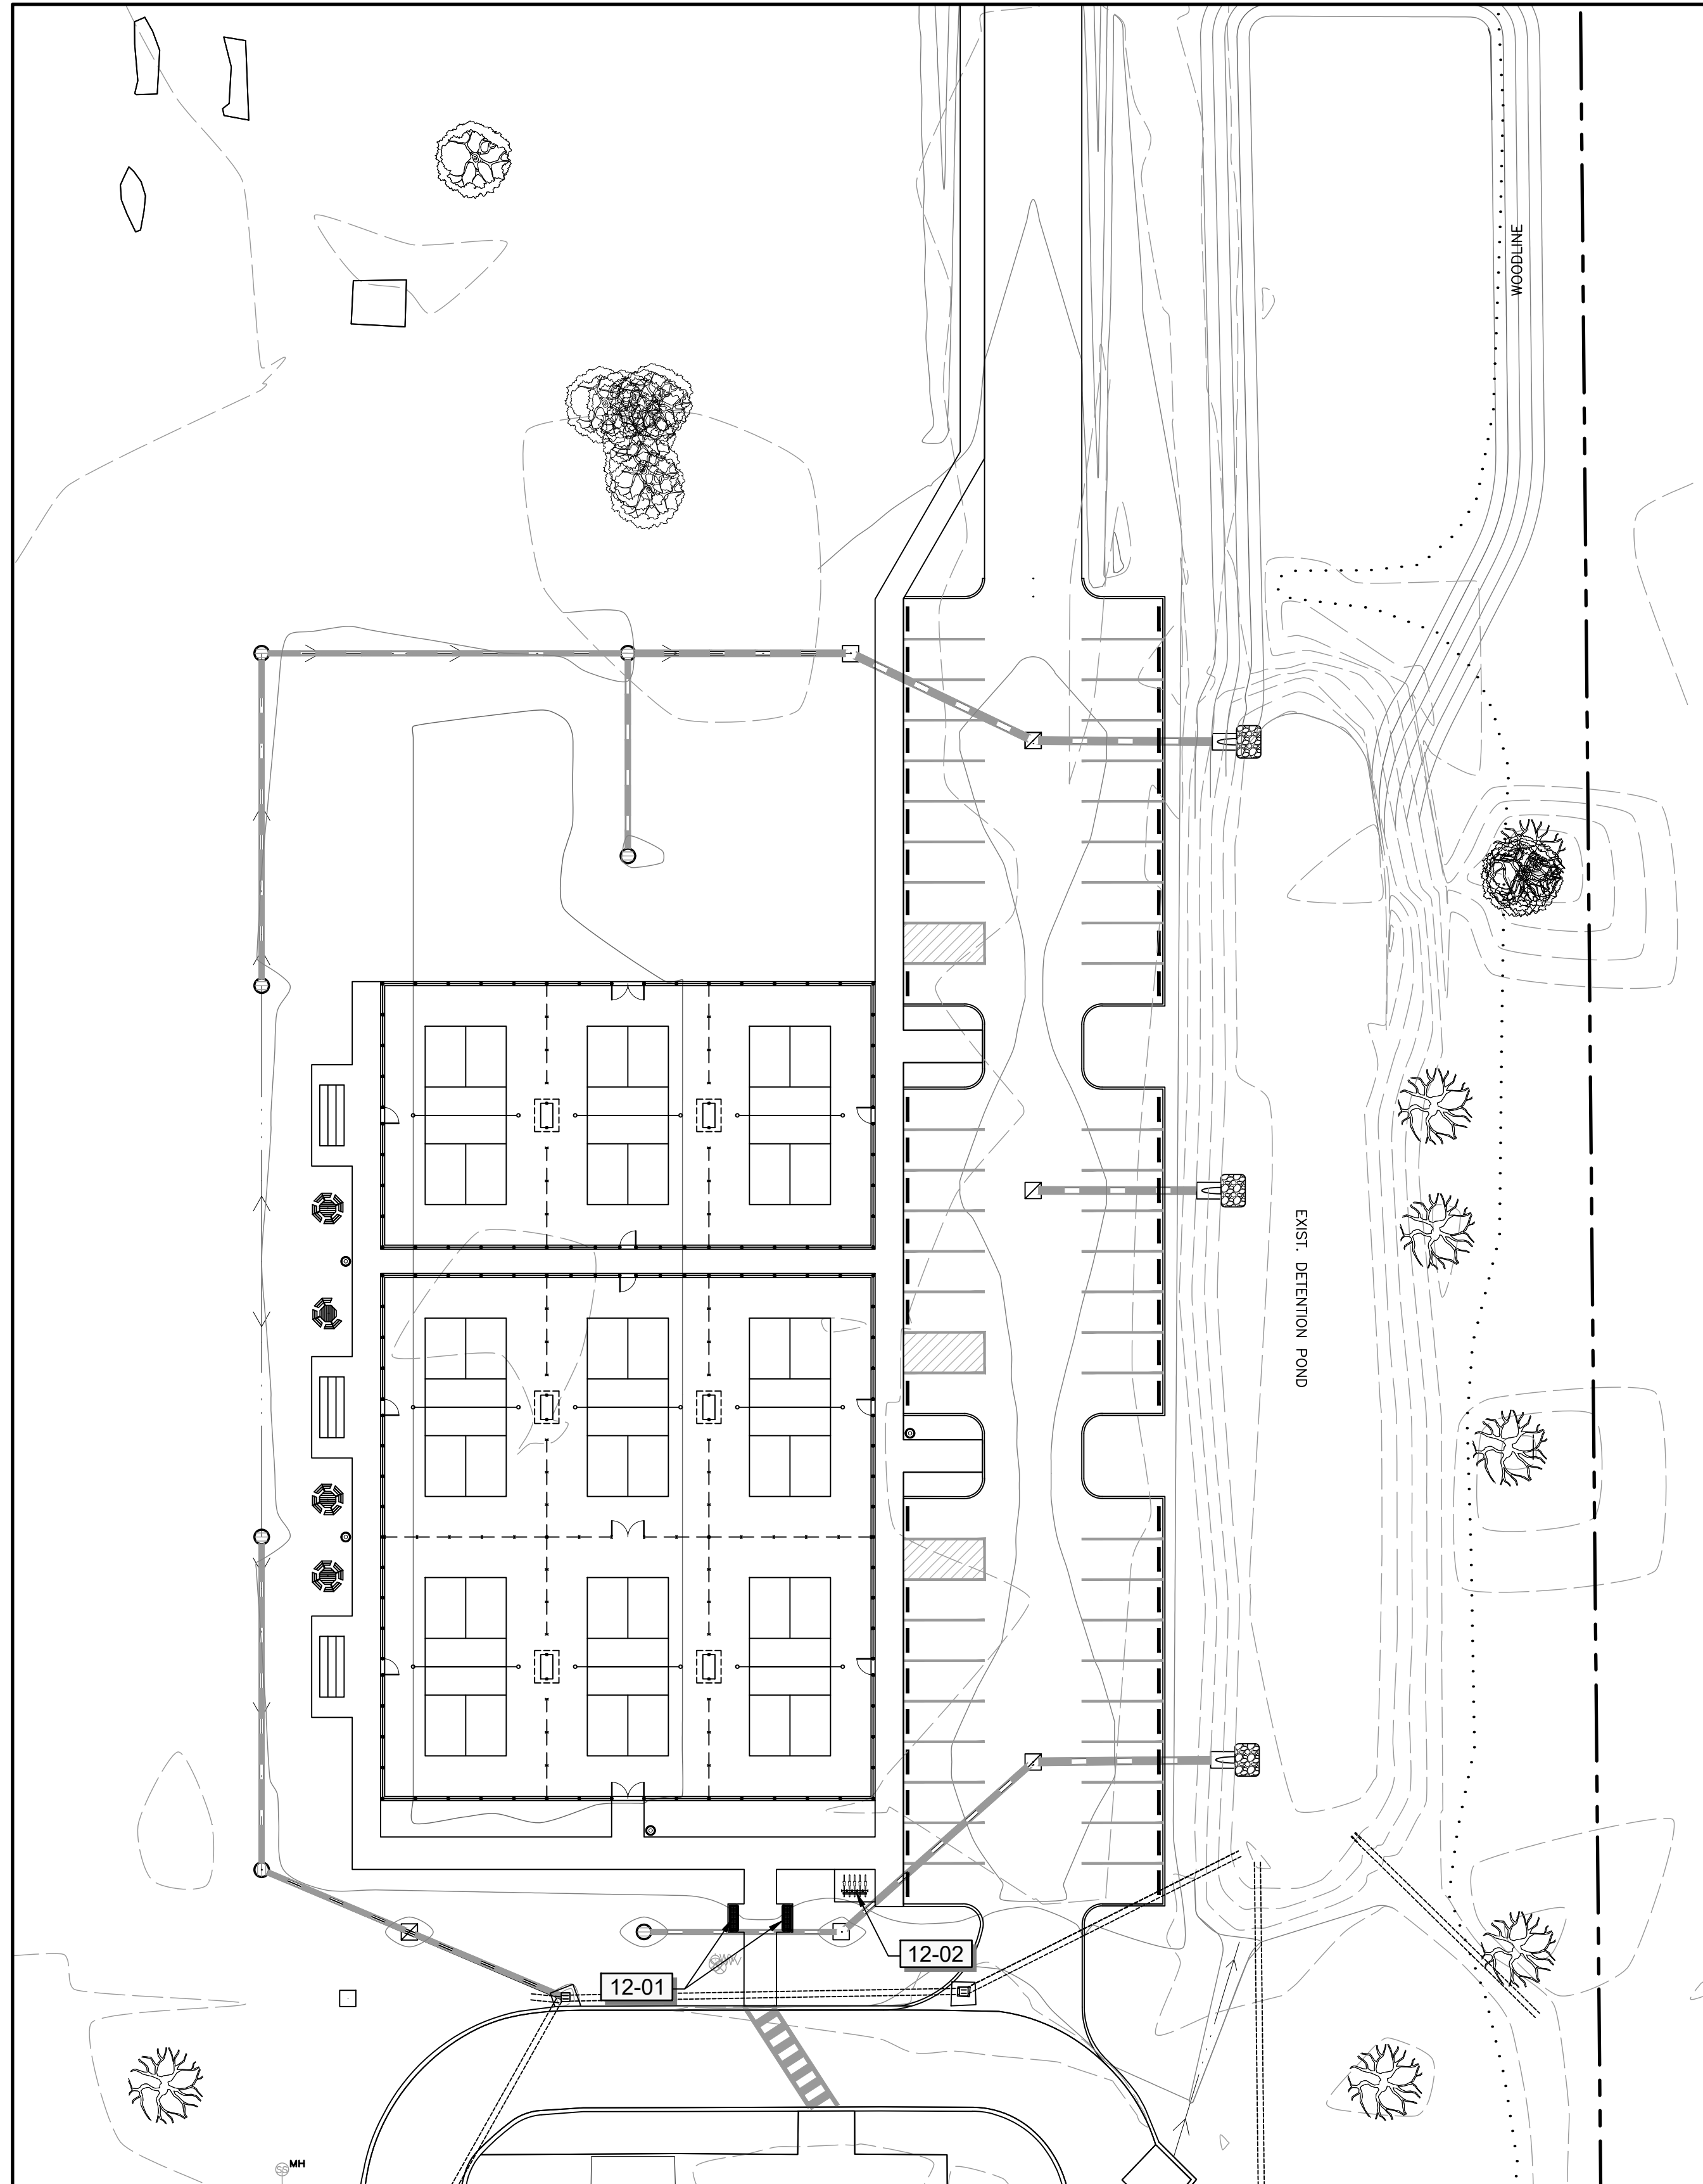 WOODLINE
EXIST. DETENTION POND
12-02
12-01
MH